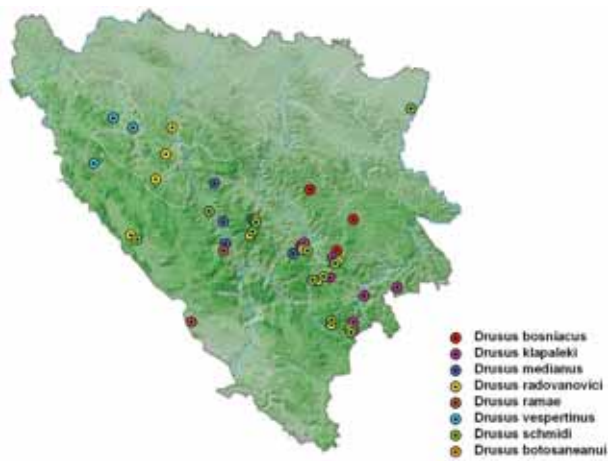 Drusus bosniacus
Drusus klapaleki
Drusus medianus
Drusus radovanovici
Drusus ramae
Drusus vespertinus
Drusus schmidi
Drusus botosaneanui